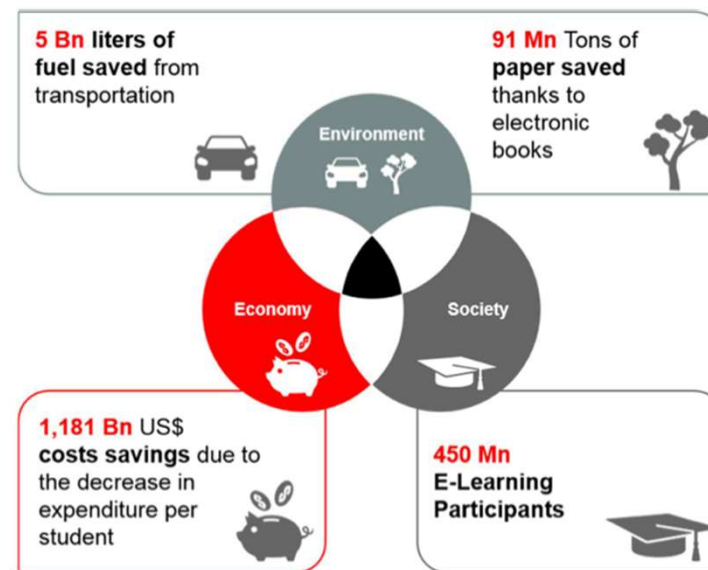 5 Bn liters of
fuel saved from
transportation
91 Mn Tons of
paper saved
thanks to
electronic
books
Environment
Economy
Society
1,181 Bn US$
costs savings due to
the decrease in
expenditure per
student
450 Mn
E-Learning
Participants